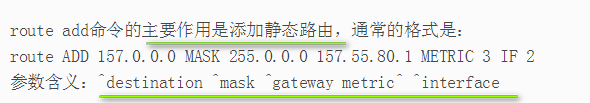 route add命令的主要作用是添加静态路由，通常的格式是：
route ADD 157.0.0.0 MASK 255.0.0.0 157.55.80.1 METRIC 3 IF 2
参数含义：^destination ^mask ^gateway metric^ ^interface